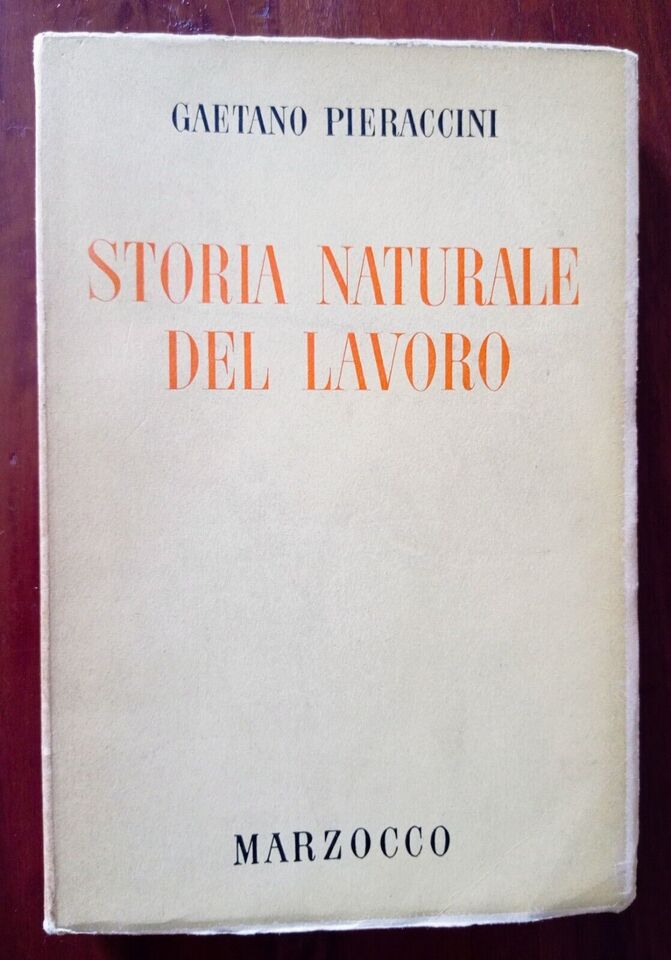 GAETANO PIERACCINI
STORIA NATURALE
DEL LAVORO
MARZOCCO